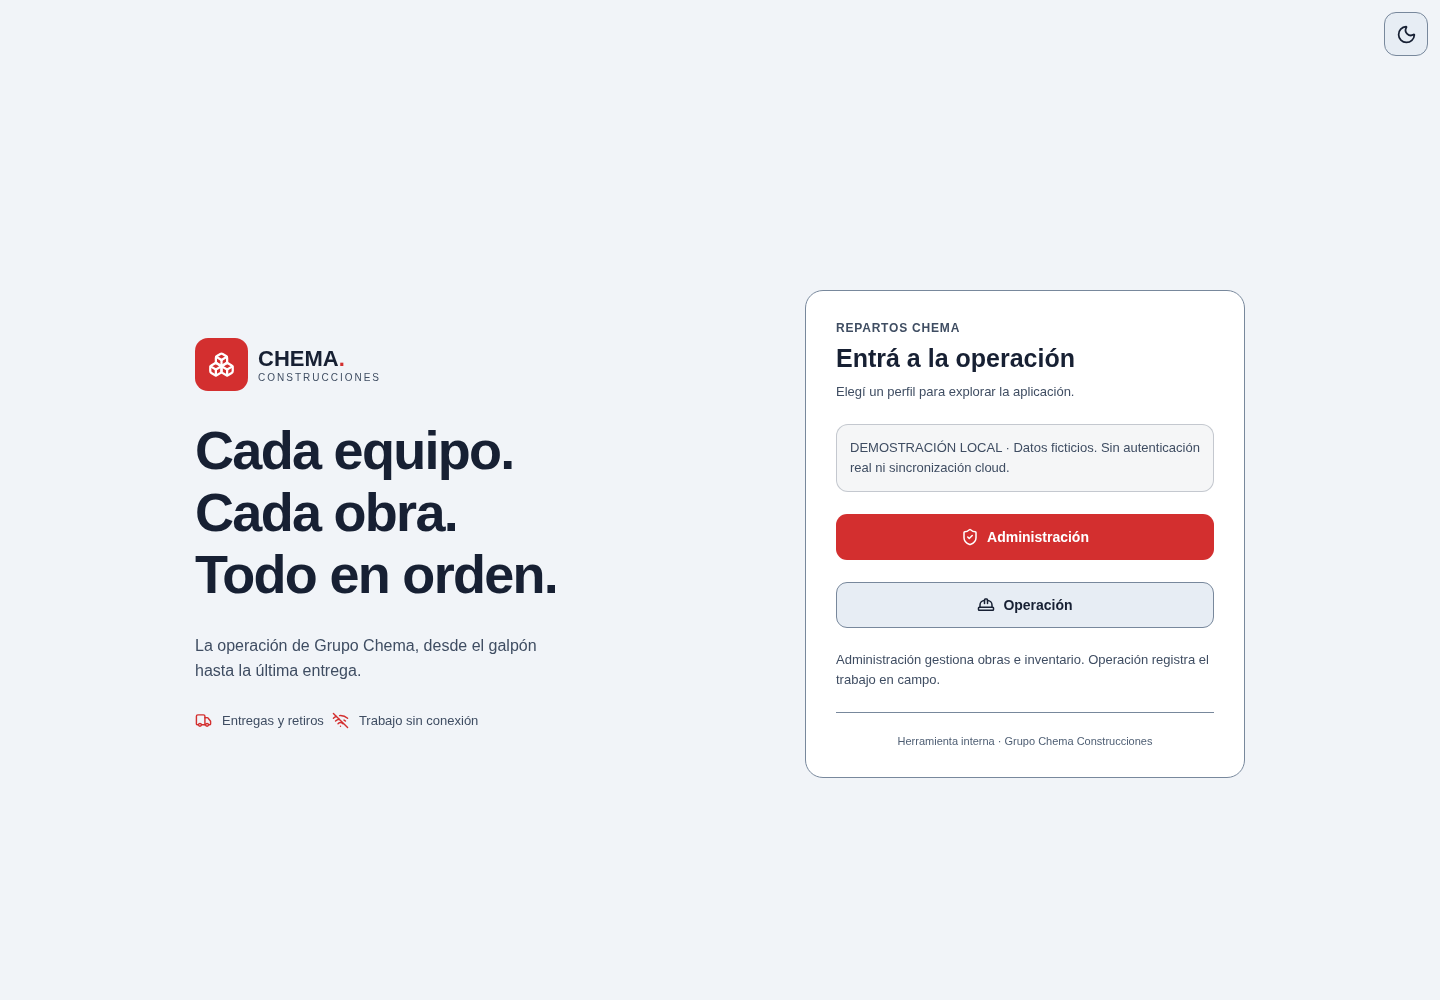 CHEMA.
CONSTRUCCIONES
Cada equipo.
Cada obra.
Todo en orden.
La operación de Grupo Chema, desde el galpón
hasta la última entrega.
Entregas y retiros
Trabajo sin conexión
REPARTOS CHEMA
Entrá a la operación
Elegí un perfil para explorar la aplicación.
DEMOSTRACIÓN LOCAL · Datos ficticios. Sin autenticación
real ni sincronización cloud.
Administración
Operación
Administración gestiona obras e inventario. Operación registra el
trabajo en campo.
Herramienta interna · Grupo Chema Construcciones